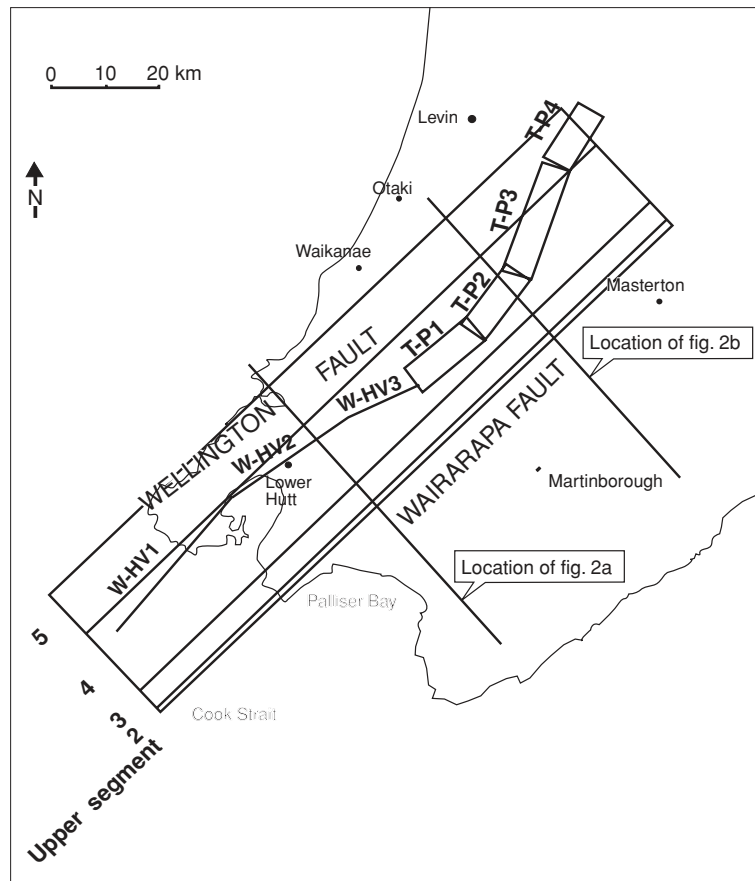 0 10 20 km
Levin
T-P4
N
Otaki
T-P3
Waikanae
T-P2
Masterton
T-P1
Location of fig. 2b
FAULT
W-HV3
WELLINGTON
W-HV2
WAIRARAPA FAULT
Lower
Hutt
Martinborough
W-HV1
Location of fig. 2a
Palliser Bay
5
4
Cook Strait
3
2
Upper segment